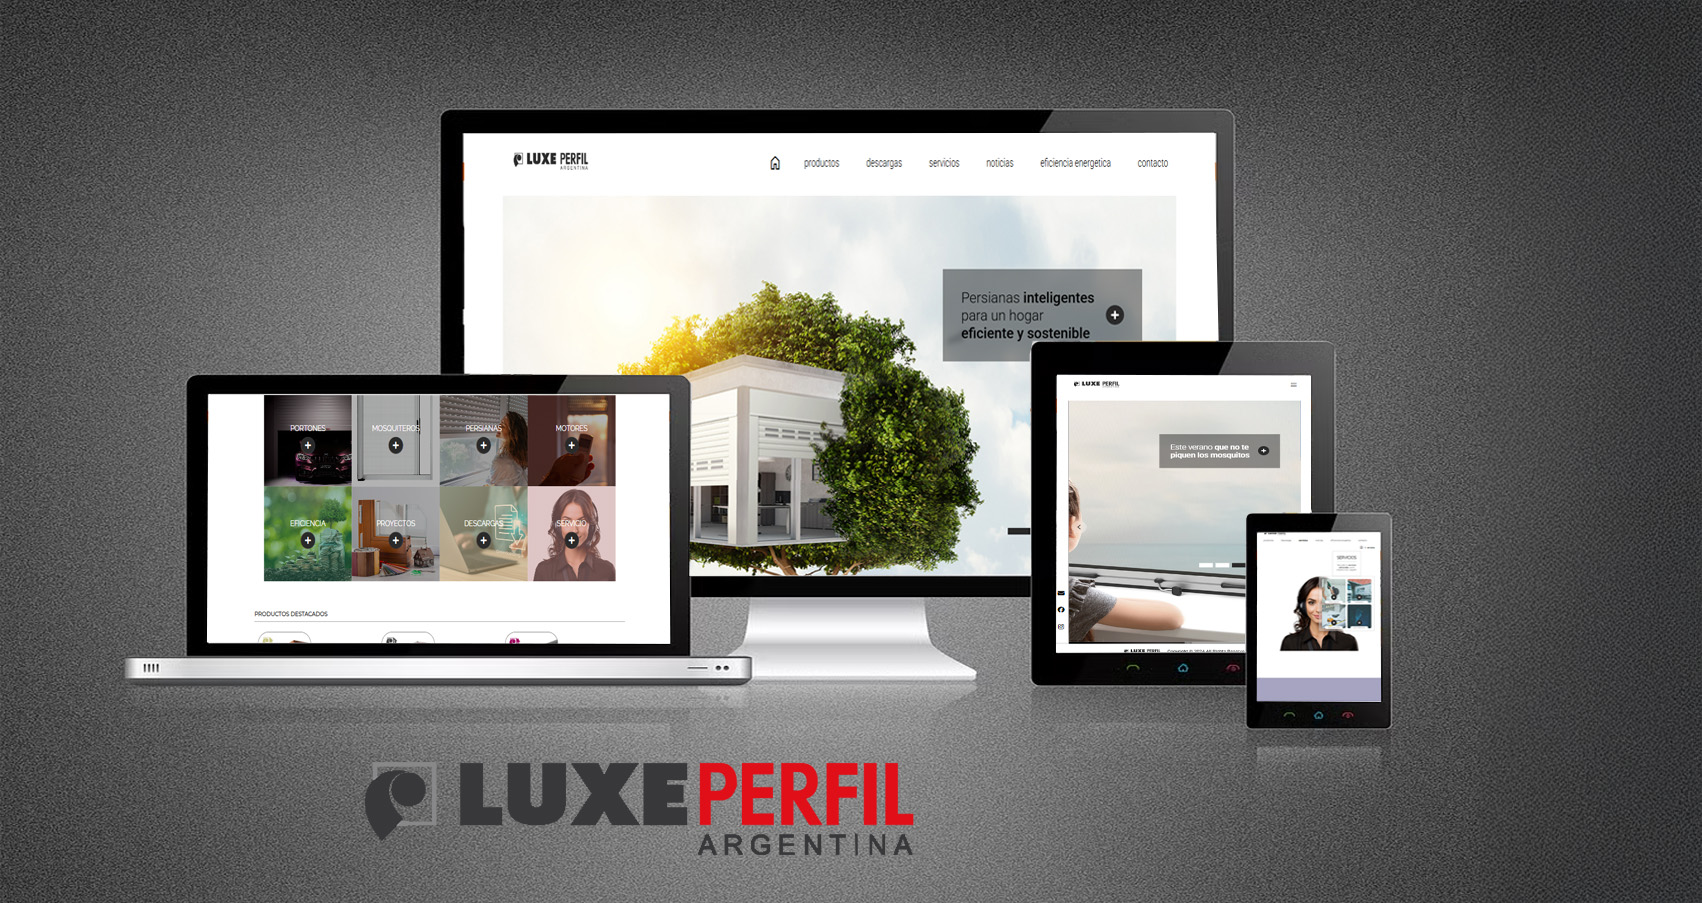 LUXE PERFIL
ARGENTINA
productos
descargas
servicios
noticias
eficiencia energetica
contacto
Persianas inteligentes
para un hogar
eficiente y sostenible
PORTONES
MOSQUITEROS
PERSIANAS
MOTORES
EFICIENCIA
PROYECTOS
DESCARGAS
SERVICIO
PRODUCTOS DESTACADOS
LUXE PERFIL
Este verano que no te
piquen los mosquitos
LUXE PERFIL
SERVICIOS
LUXEPERFIL
ARGENTINA